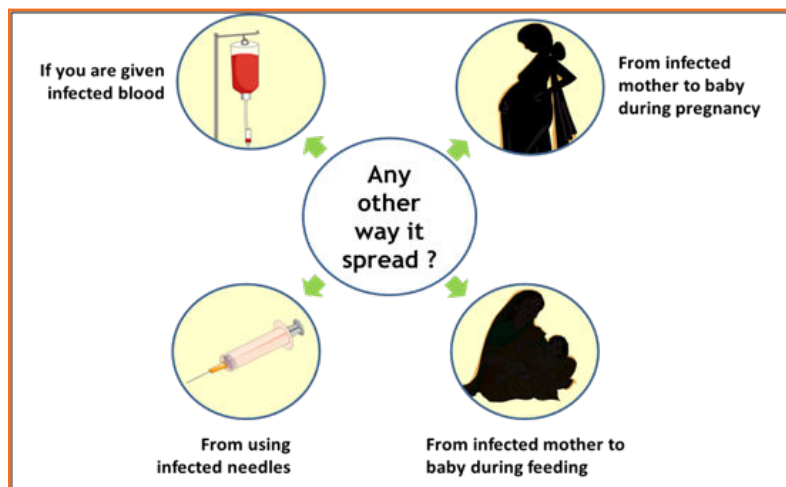 If you are given
infected blood
From infected
mother to baby
during pregnancy
Any
other
way it
spread ?
From using
infected needles
From infected mother to
baby during feeding